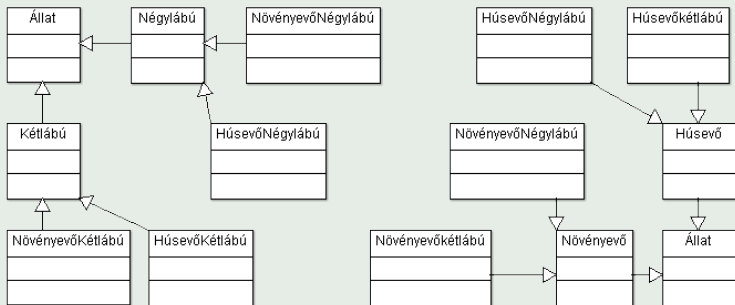 Állat
Négylábú
NövényevőNégylábú
HúsevőNégylábú
Húsevőkétlábú
Kétlábú
HúsevőNégylábú
NövényevőNégylábú
Húsevő
NövényevőKétlábú
HúsevőKétlábú
Növényevőkétlábú
Növényevő
Állat